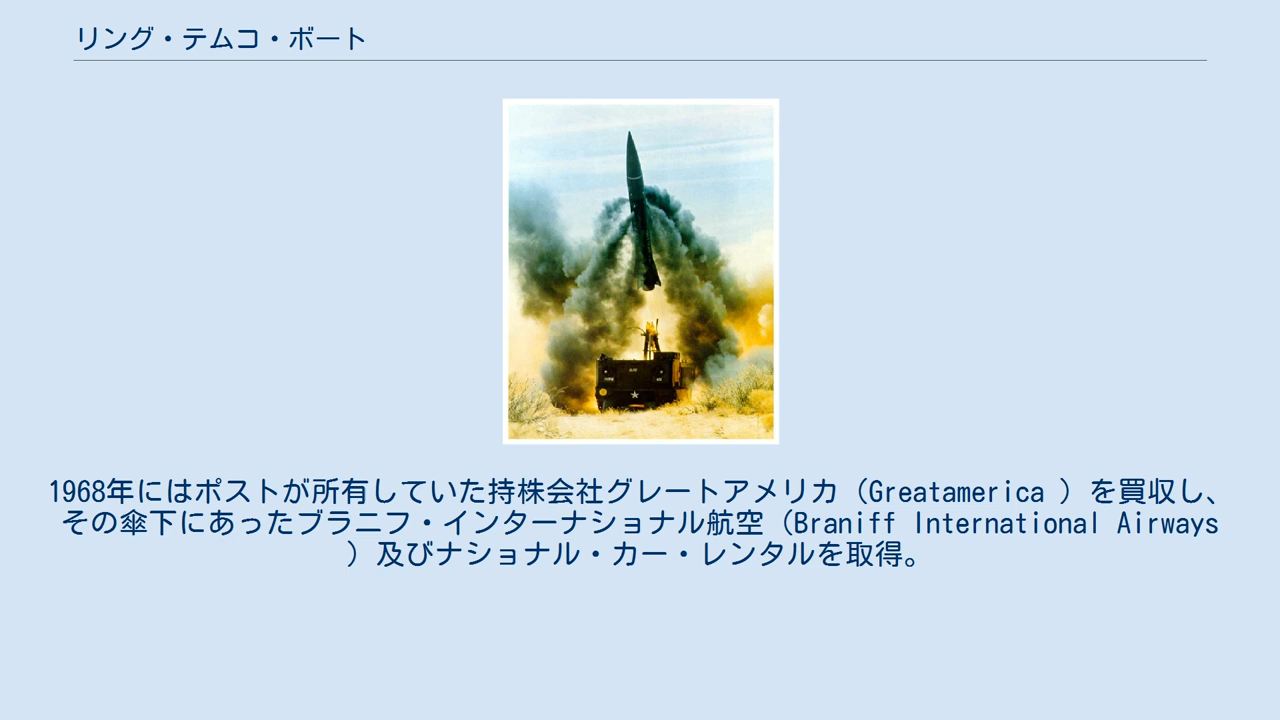 リング・テムコ・ボート
1968年にはポストが所有していた持株会社グレートアメリカ（Greatamerica ）を買収し、
その傘下にあったブラニフ・インターナショナル航空（Braniff International Airways
）及びナショナル・カー・レンタルを取得。